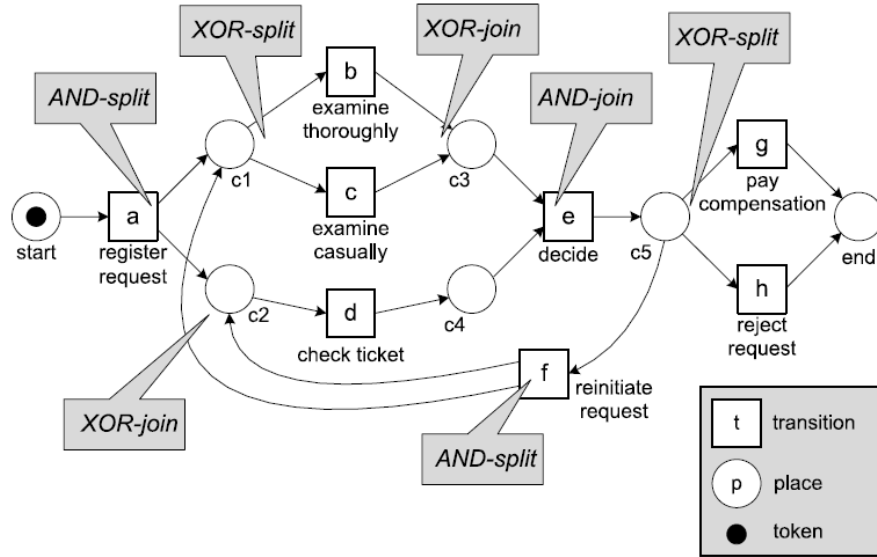 XOR-split
XOR-join
XOR-split
AND-split
AND-join
b
examine
thoroughly
g
pay
compensation
c1
c3
c
examine
casually
a
register
request
start
e
decide
c5
end
c2
d
check ticket
c4
h
reject
request
f
reinitiate
request
XOR-join
AND-split
t
transition
p
place
token